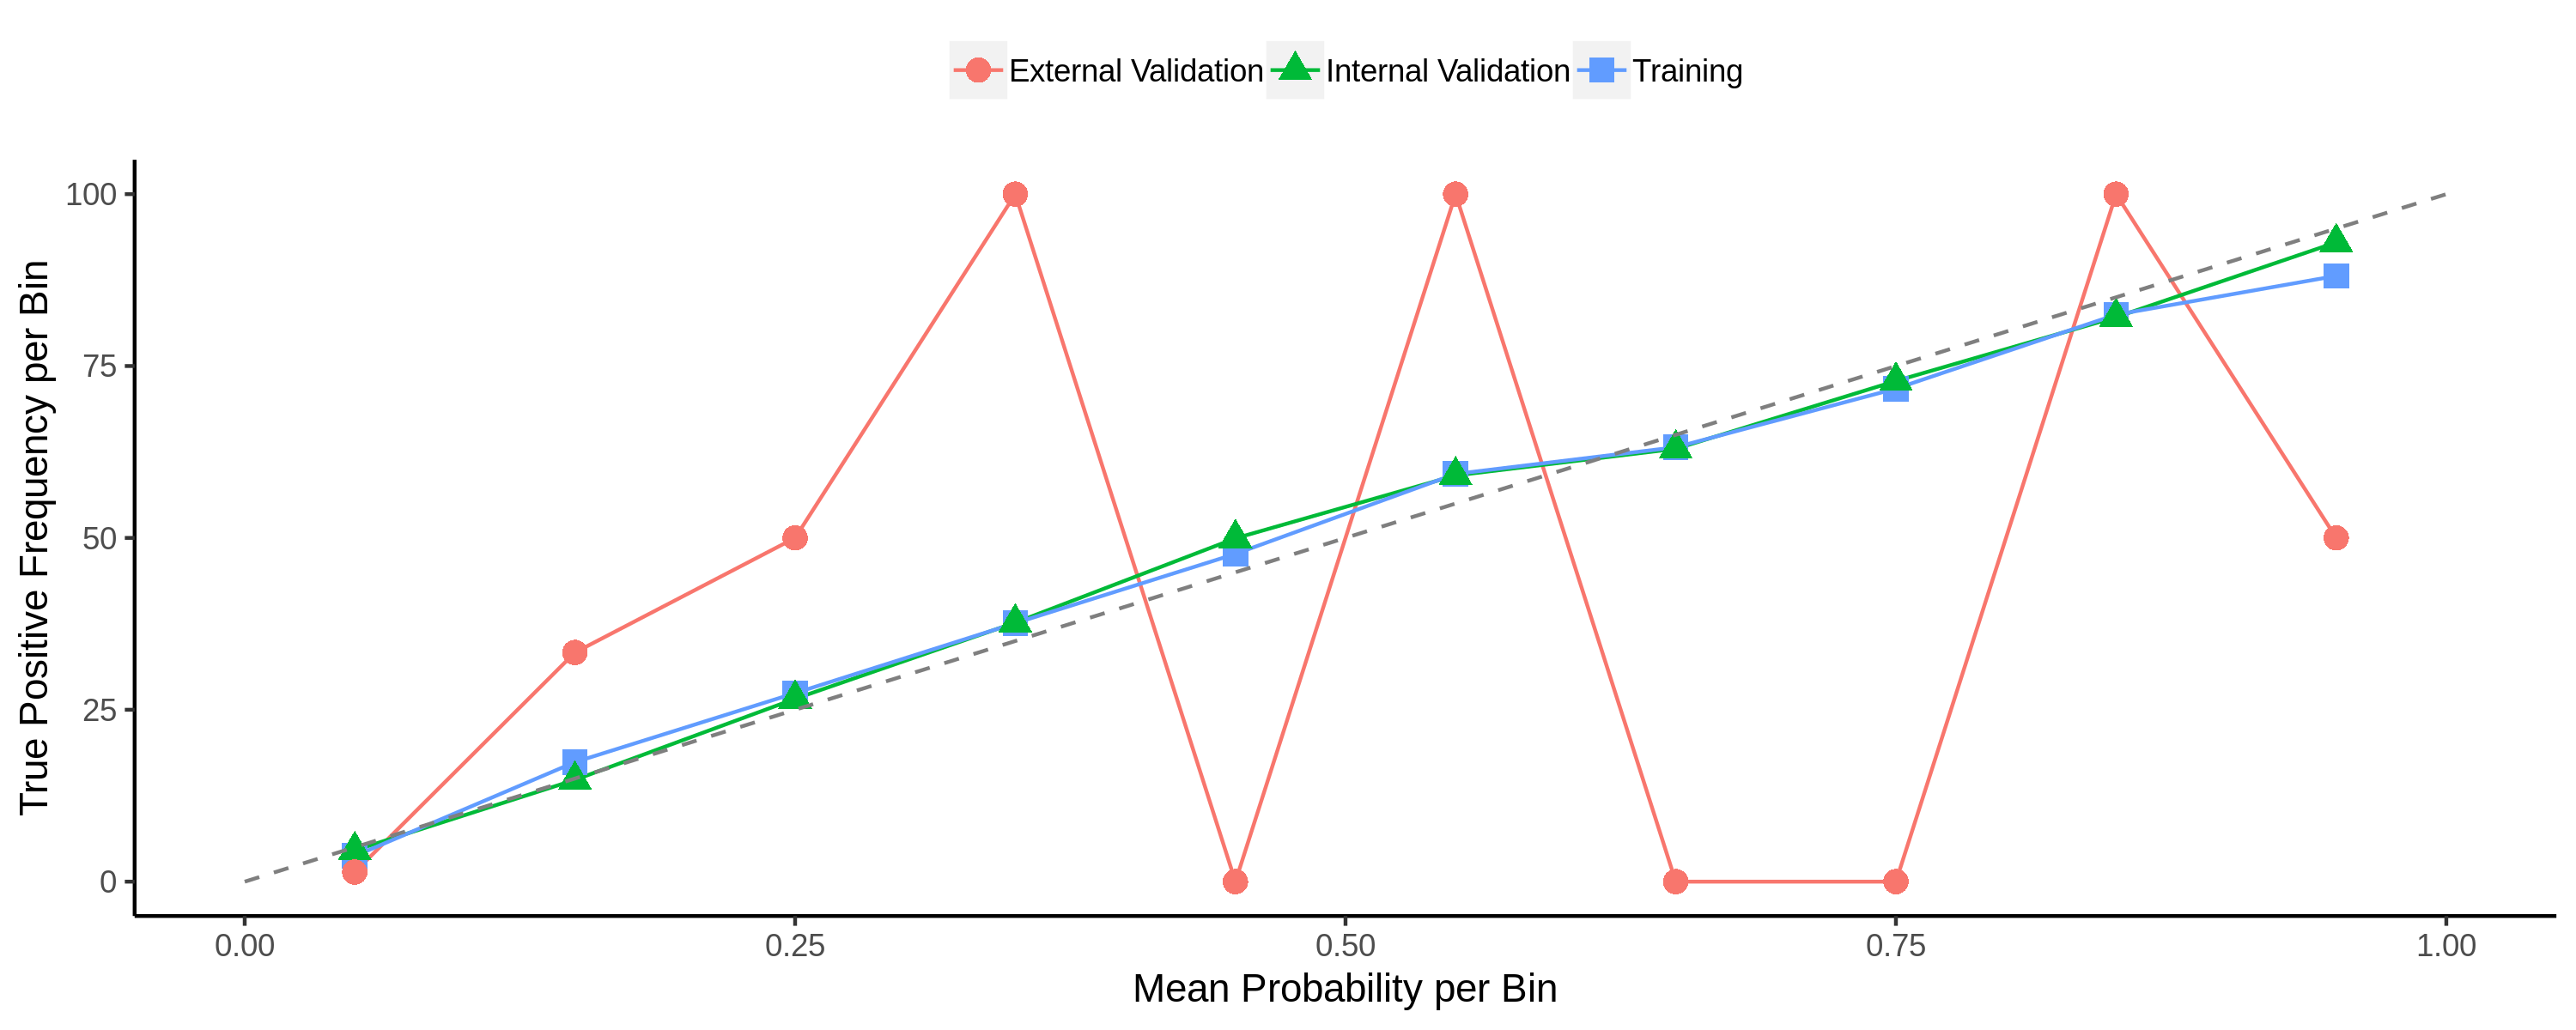 External Validation Internal Validation Training
True Positive Frequency per Bin
100
75
50
25
0
0.00 0.25 0.50 0.75 1.00
Mean Probability per Bin